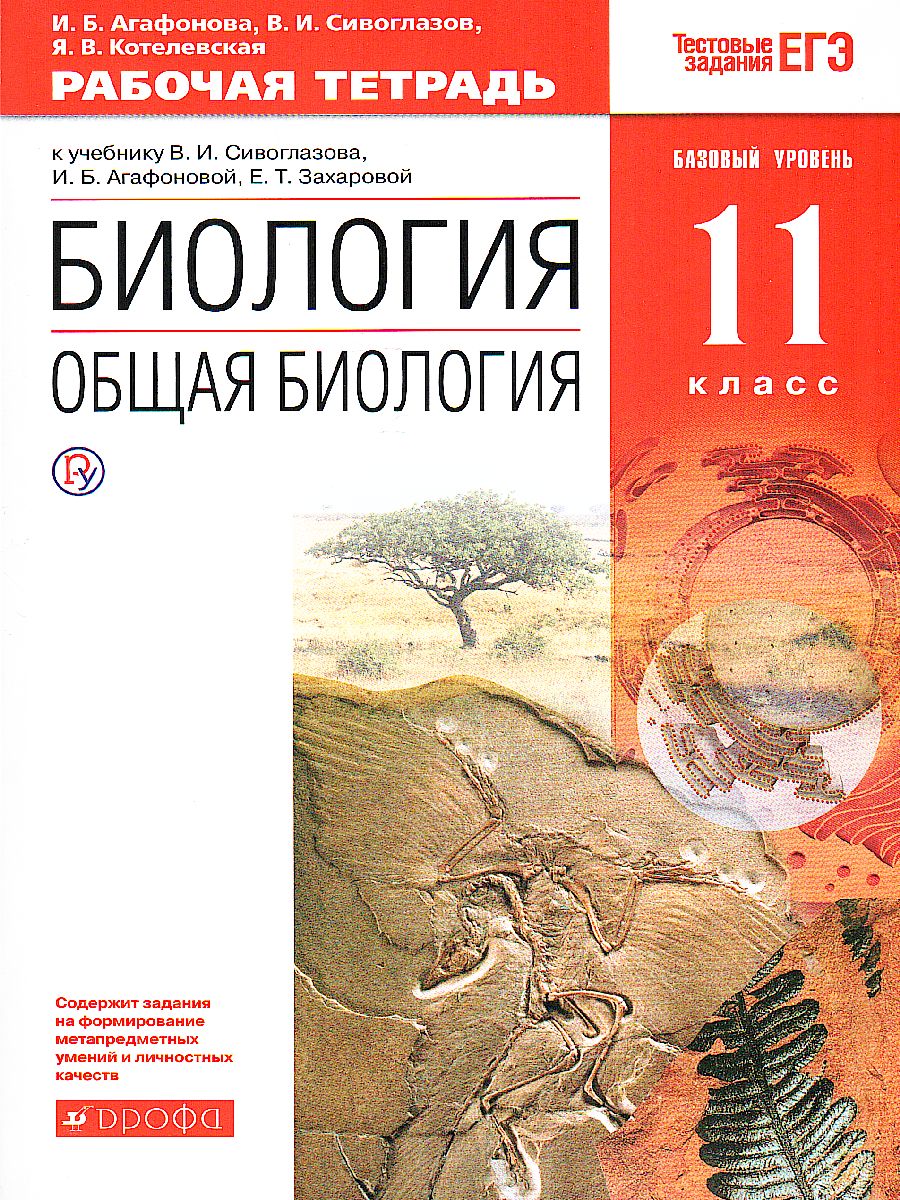 И. Б. Агафонова, В. И. Сивоглазов,
Я. В. Котелевская
РАБОЧАЯ ТЕТРАДЬ
Тестовые
задания ЕГЭ
к учебнику В. И. Сивоглазова,
И. Б. Агафоновой, Е. Т. Захаровой
БАЗОВЫЙ УРОВЕНЬ
11
класс
БИОЛОГИЯ
ОБЩАЯ БИОЛОГИЯ
РУ
Содержит задания
на формирование
метапредметных
умений и личностных
качеств
дрофа